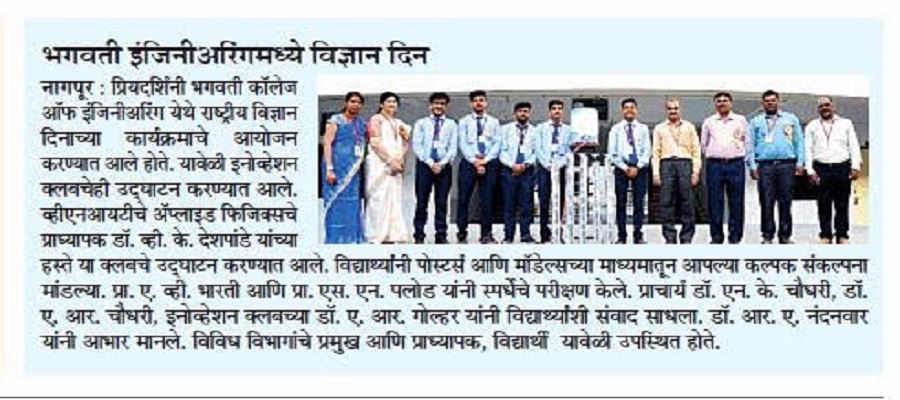 भगवती इंजिनीअरिंगमध्ये विज्ञान दिन
नागपूर : प्रियदर्शिनी भगवती कॉलेज
ऑफ इंजिनीअरिंग येथे राष्ट्रीय विज्ञान
दिनाच्या कार्यक्रमाचे आयोजन
करण्यात आले होते. यावेळी इनोव्हेशन
क्लबचेही उद्घाटन करण्यात आले.
व्हीएनआयटीचे अ‍ॅप्लाइड फिजिक्सचे
प्राध्यापक डॉ. व्ही. के. देशपांडे यांच्या
हस्ते या क्लबचे उद्घाटन करण्यात आले. विद्यार्थ्यांनी पोस्टर्स आणि मॉडेल्सच्या माध्यमातून आपल्या कल्पक संकल्पना
मांडल्या. प्रा. ए. व्ही. भारती आणि प्रा. एस. एन. पलोड यांनी स्पर्धेचे परीक्षण केले. प्राचार्य डॉ. एन. के. चौधरी, डॉ.
ए. आर. चौधरी, इनोव्हेशन क्लबच्या डॉ. ए. आर. गोल्हर यांनी विद्यार्थ्यांशी संवाद साधला. डॉ. आर. ए. नंदनवार
यांनी आभार मानले. विविध विभागांचे प्रमुख आणि प्राध्यापक, विद्यार्थी यावेळी उपस्थित होते.